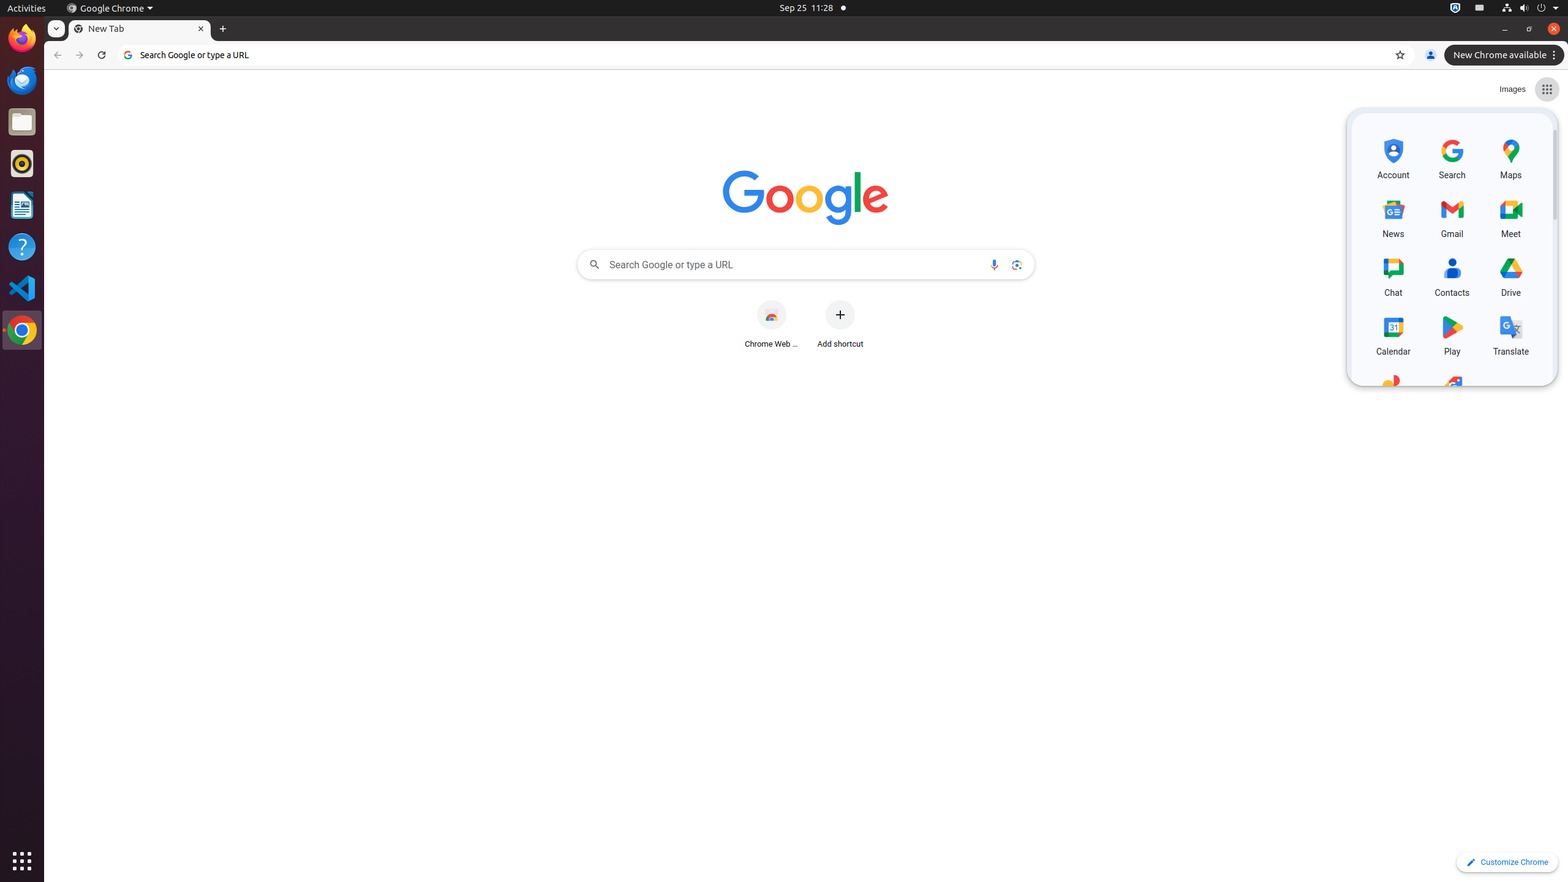 Activities
Google Chrome
Sep 25 11:28
New Tab
Search Google or type a URL
New Chrome available
Images
Google
Search Google or type a URL
Chrome Web ...
Add shortcut
Account
Search
Maps
News
Gmail
Meet
Chat
Contacts
Drive
31
Calendar
Play
Translate
Customize Chrome